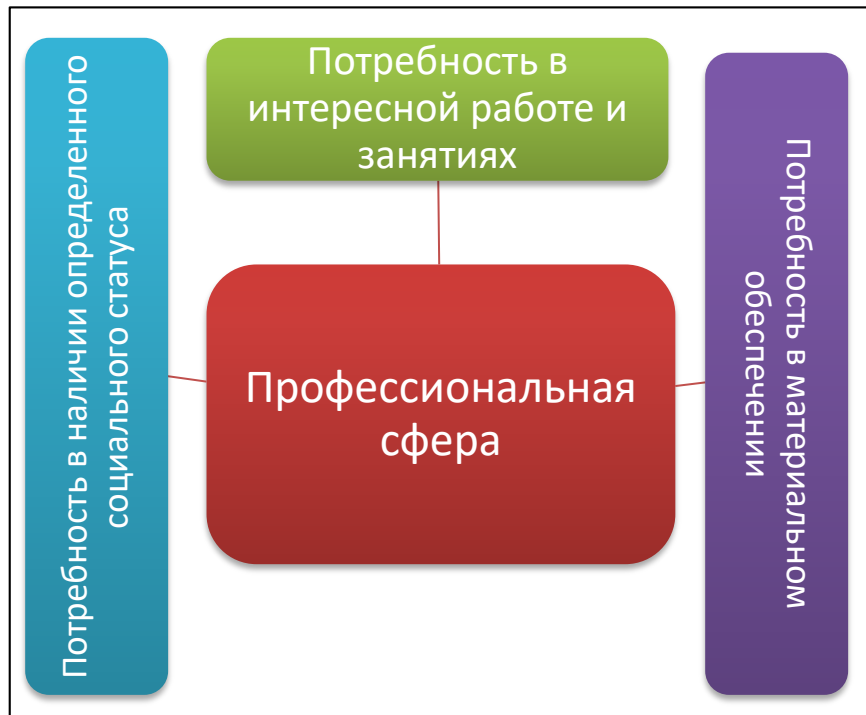 Потребность в наличии определенного
социального статуса
Потребность в
интересной работе и
занятиях
Профессиональная
сфера
Потребность в материальном
обеспечении